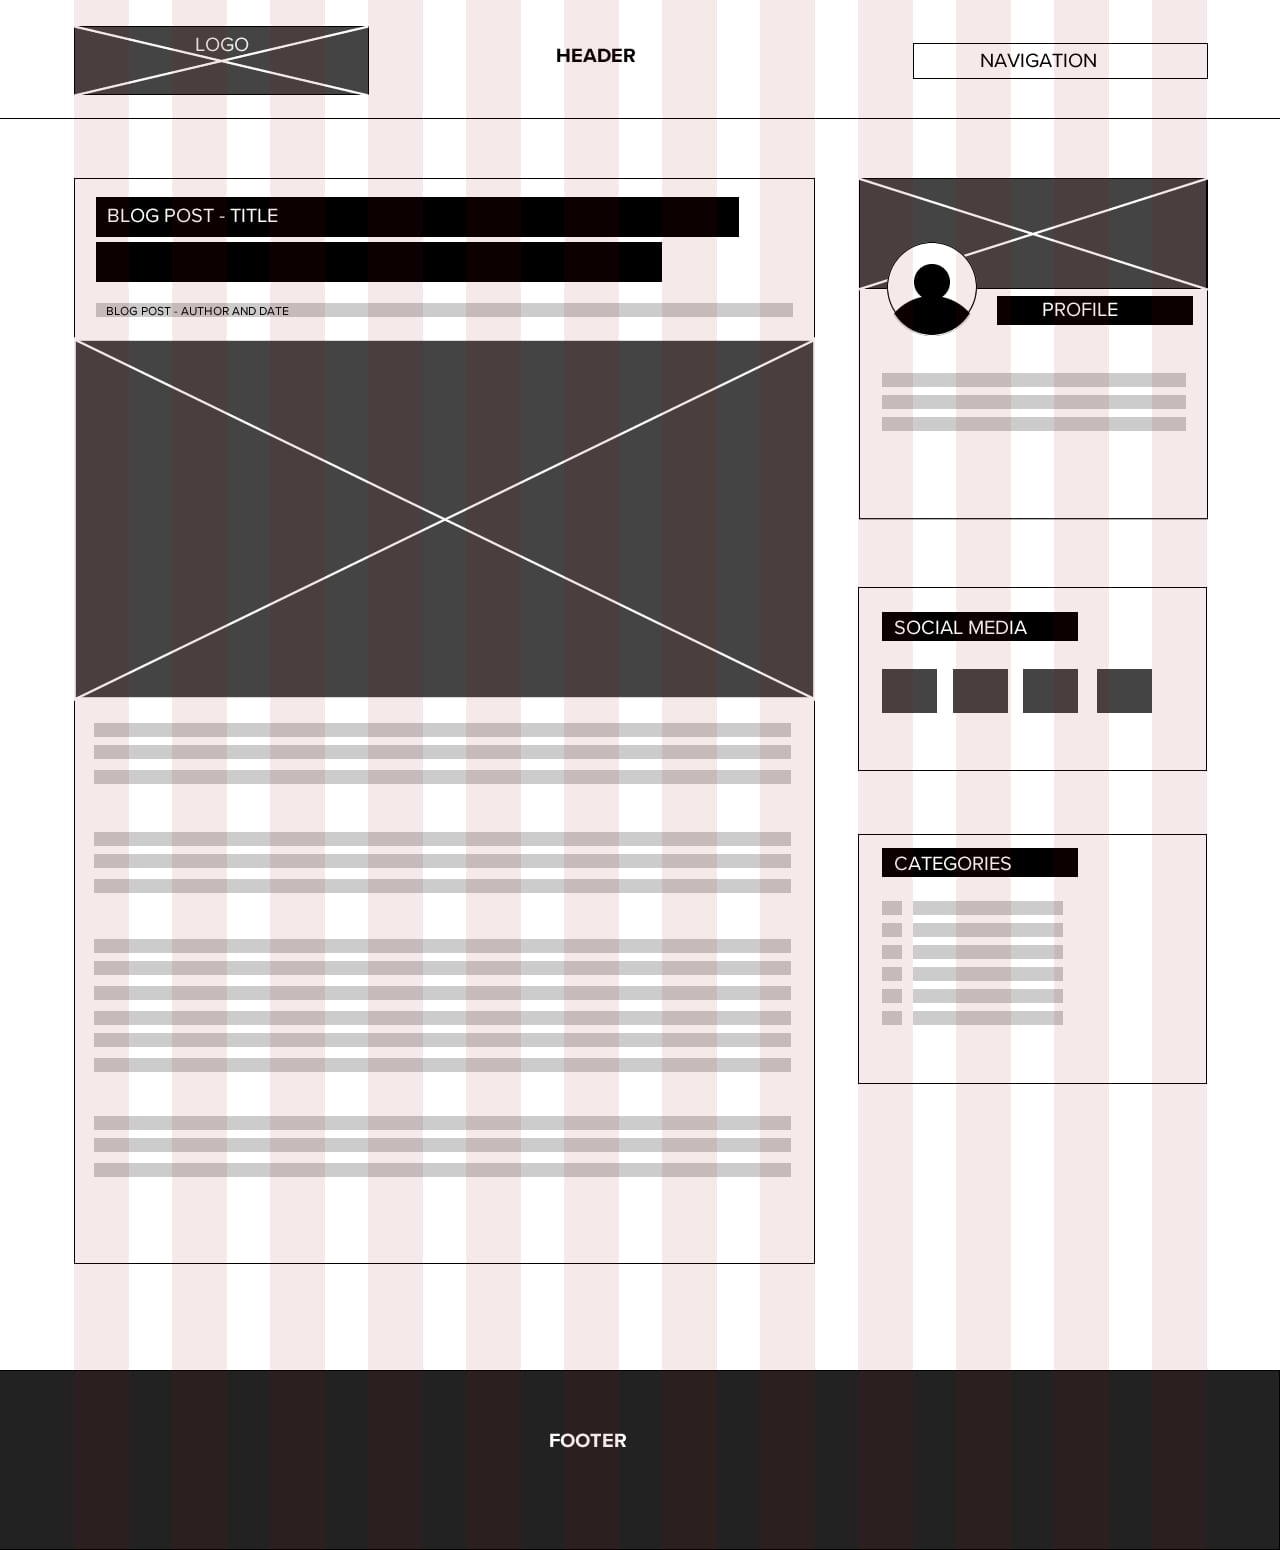 LOGO
HEADER
NAVIGATION
BLOG POST - TITLE
BLOG POST - AUTHOR AND DATE
PROFILE
SOCIAL MEDIA
CATEGORIES
FOOTER